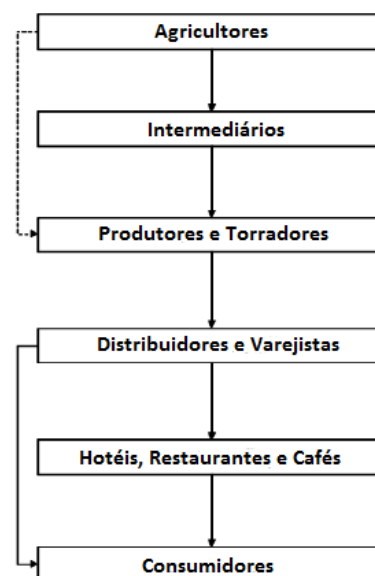 Agricultores
Intermediários
Produtores e Torradores
Distribuidores e Varejistas
Hotéis, Restaurantes e Cafés
Consumidores